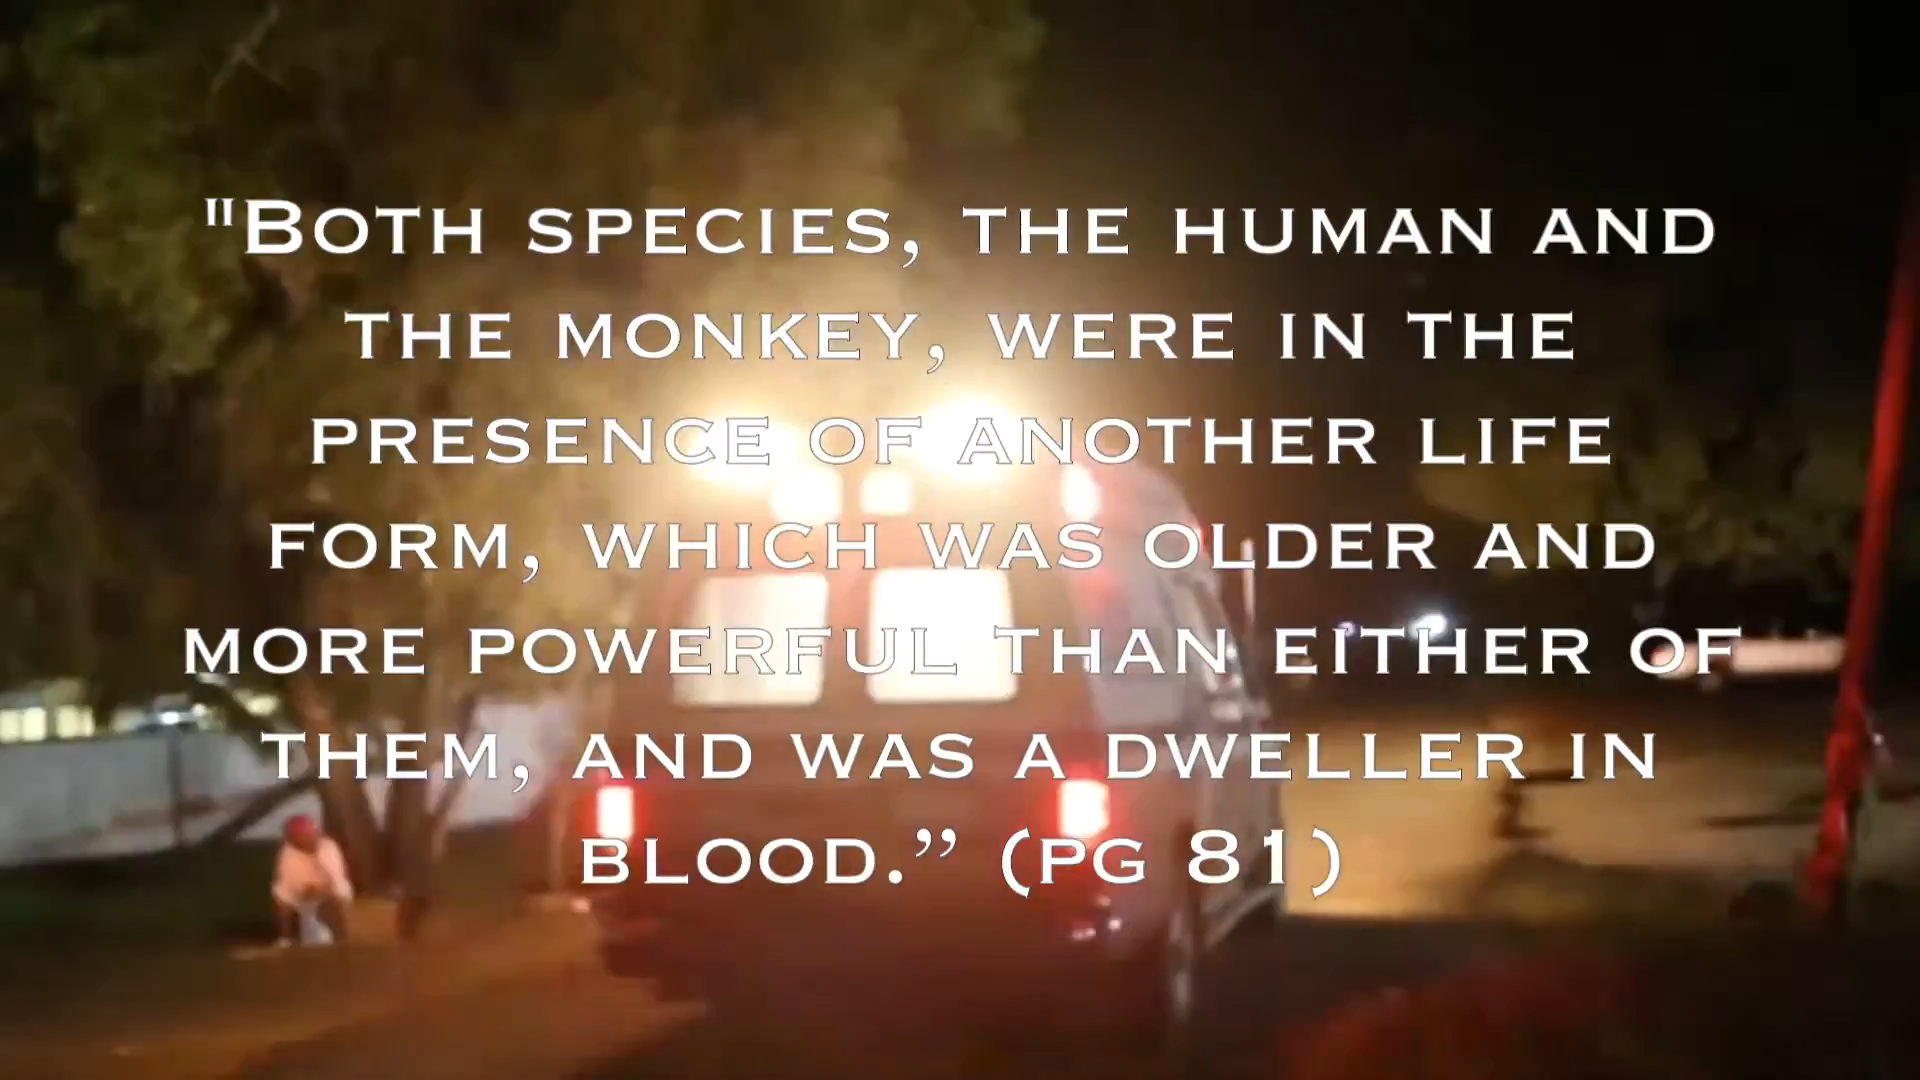 "Both species, the human and
the monkey, were in the
presence of another life
form, which was older and
more powerful than either of
them, and was a dweller in
blood.” (pg 81)